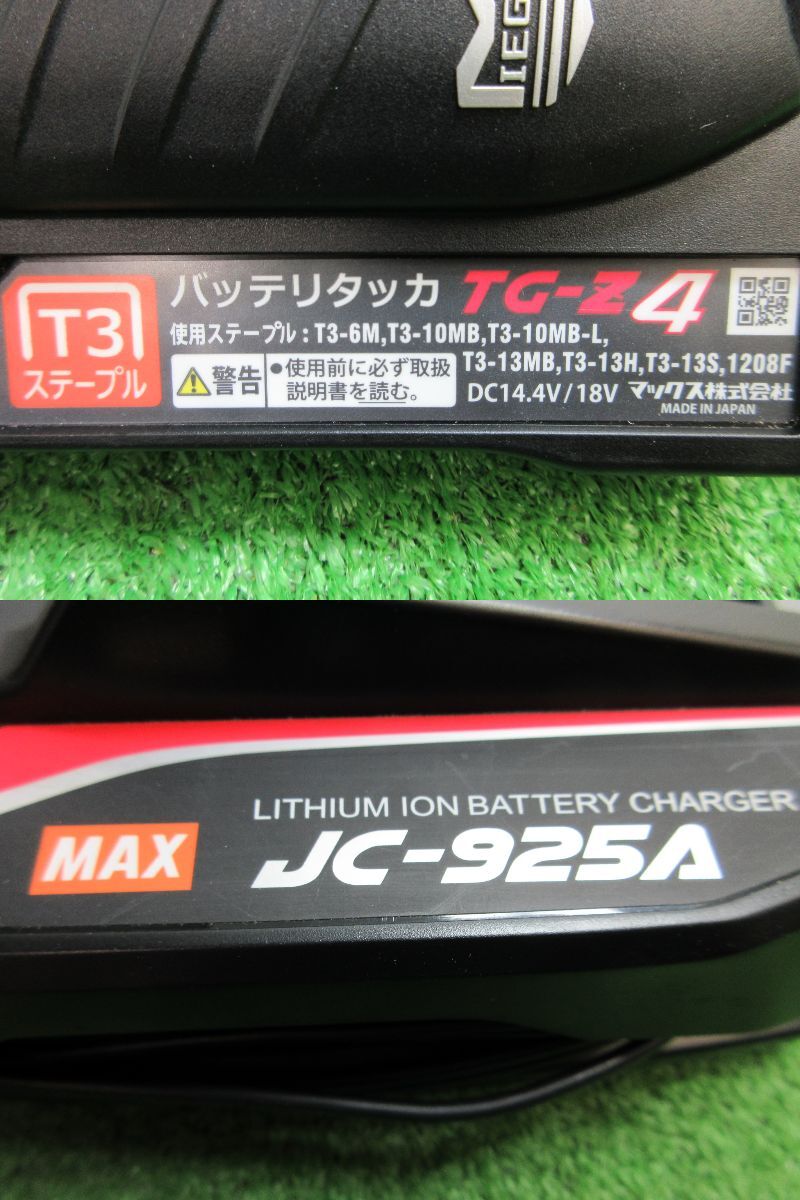 IEG
T3
ステープル
バッテリタッカ TG-Z4
使用ステープル:T3-6M,T3-10MB,T3-10MB-L,
T3-13MB,T3-13H,T3-13S,1208F
警告
●使用前に必ず取扱
説明書を読む。
DC14.4V/18V マックス株式会社
MADE IN JAPAN
LITHIUM ION BATTERY CHARGER
MAX
JC-925A